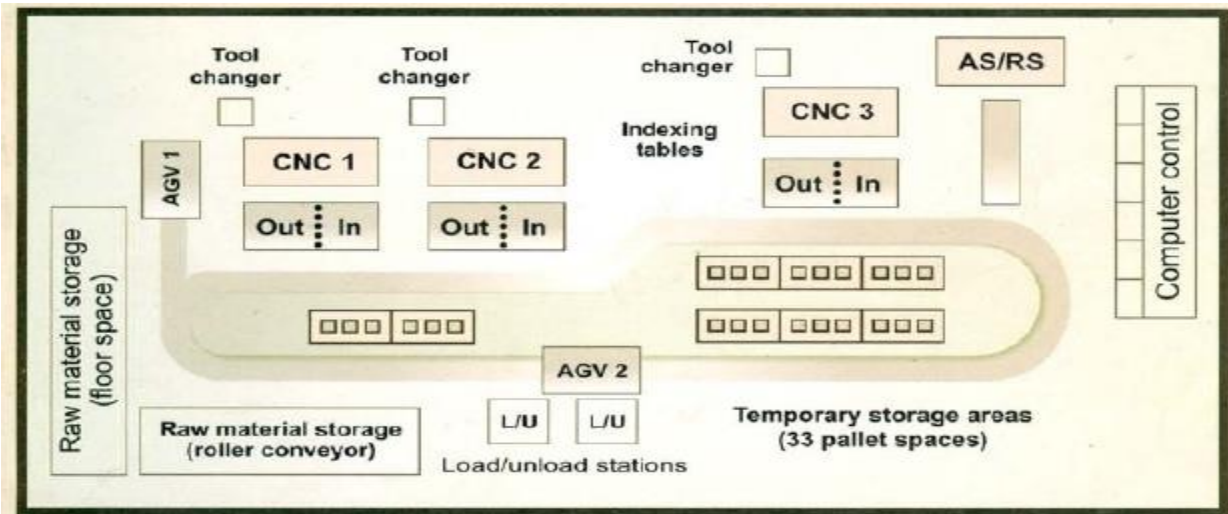 Tool
changer
Tool
changer
Tool
changer
AS/RS
CNC 3
Indexing
tables
CNC 1
CNC 2
AGV 1
Out In
Out In
Out In
Computer control
Raw material storage
(floor space)
AGV 2
Raw material storage
(roller conveyor)
L/U
L/U
Load/unload stations
Temporary storage areas
(33 pallet spaces)